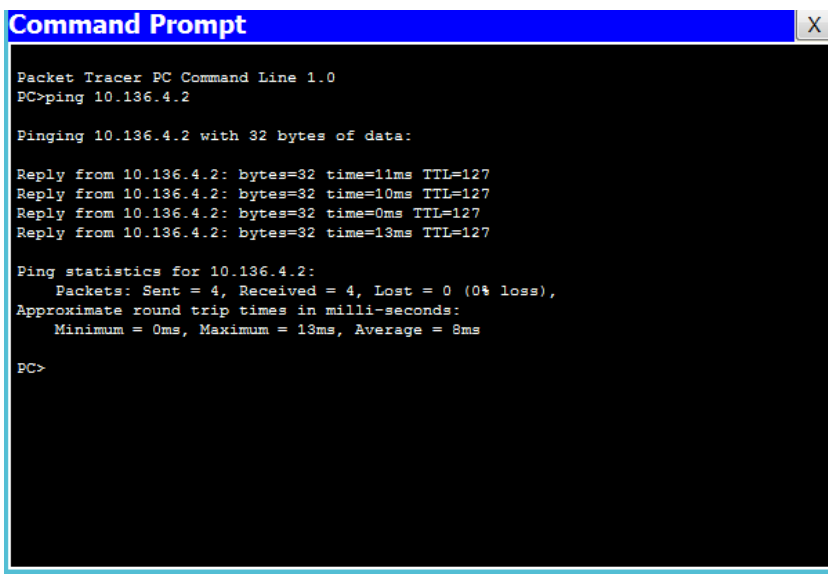 Command Prompt
X
Packet Tracer PC Command Line 1.0
PC>ping 10.136.4.2
Pinging 10.136.4.2 with 32 bytes of data:
Reply from 10.136.4.2: bytes=32 time=11ms TTL=127
Reply from 10.136.4.2: bytes=32 time=10ms TTL=127
Reply from 10.136.4.2: bytes=32 time=0ms TTL=127
Reply from 10.136.4.2: bytes=32 time=13ms TTL=127
Ping statistics for 10.136.4.2:
Packets: Sent = 4, Received = 4, Lost = 0 (0% loss),
Approximate round trip times in milli-seconds:
Minimum = 0ms, Maximum = 13ms, Average = 8ms
PC>